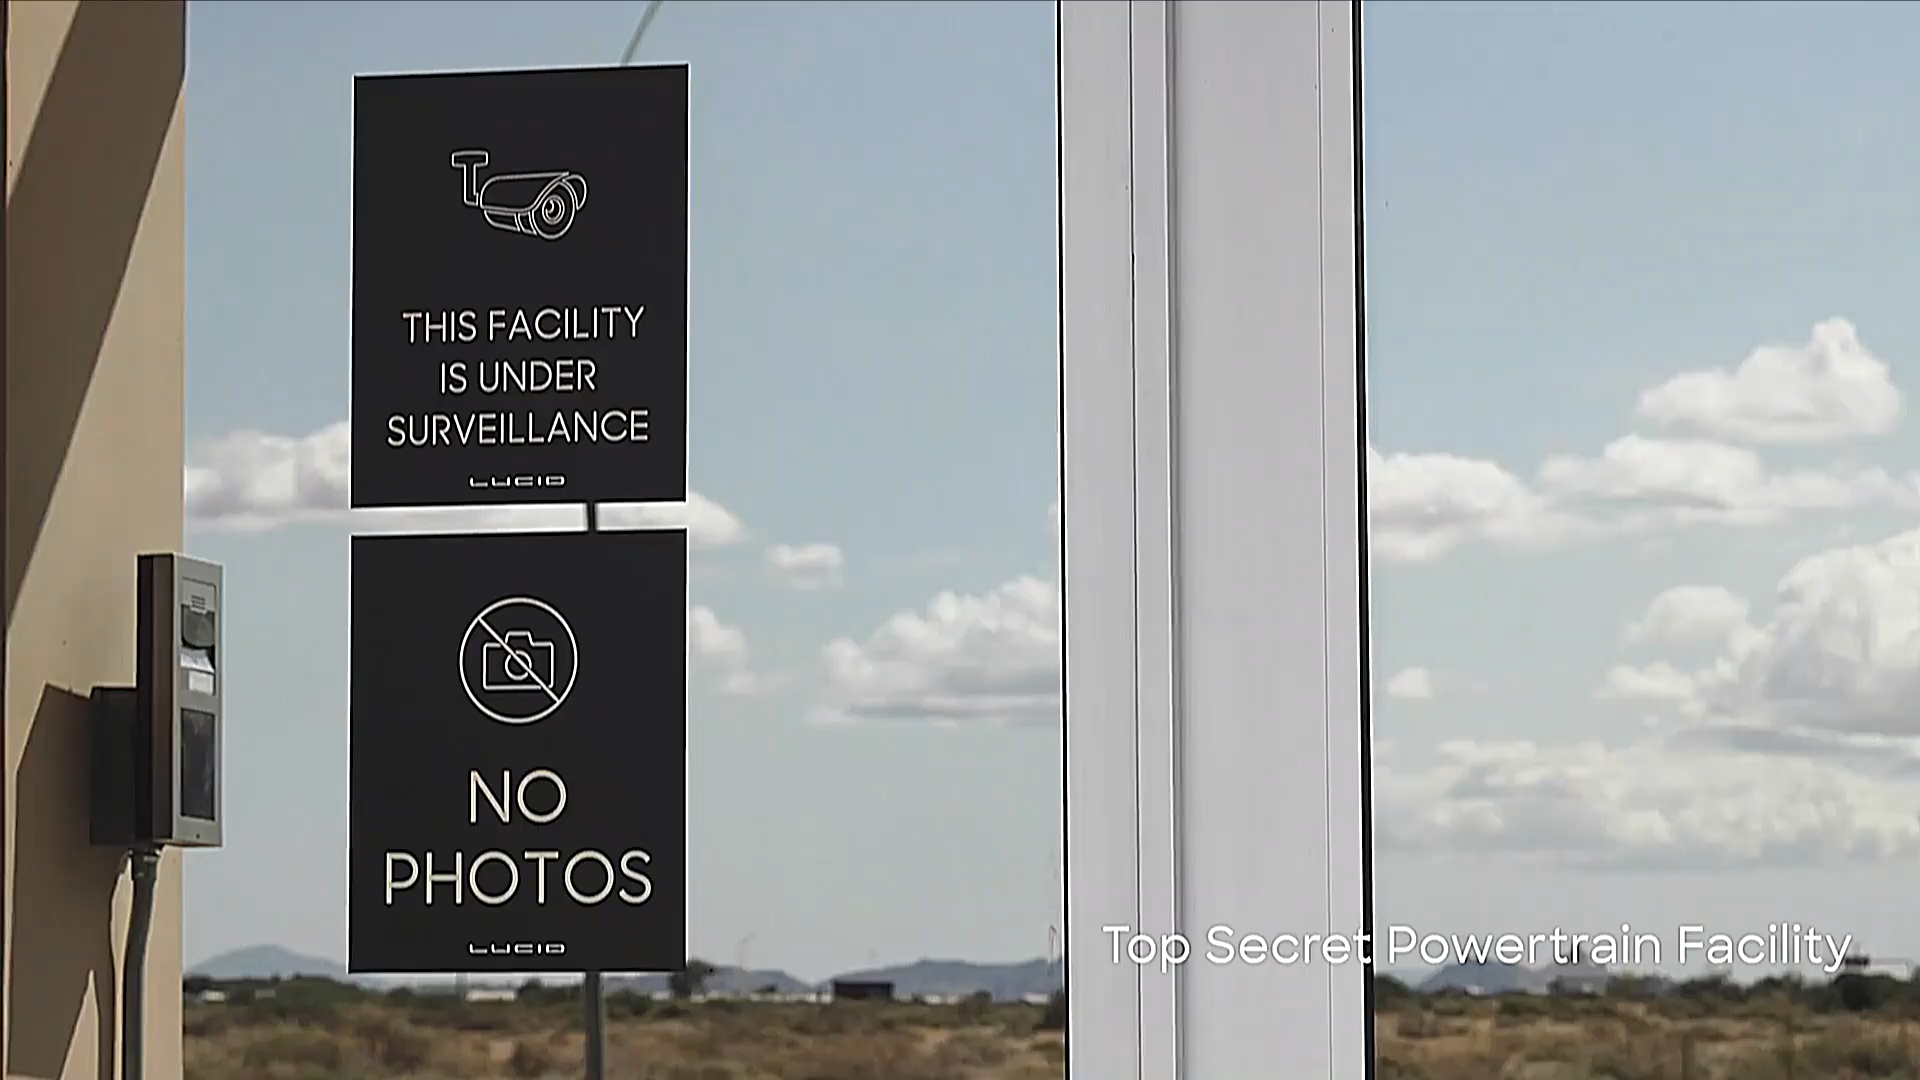 THIS FACILITY
IS UNDER
SURVEILLANCE
LUCID
NO
PHOTOS
LUCID
Top Secret Powertrain Facility